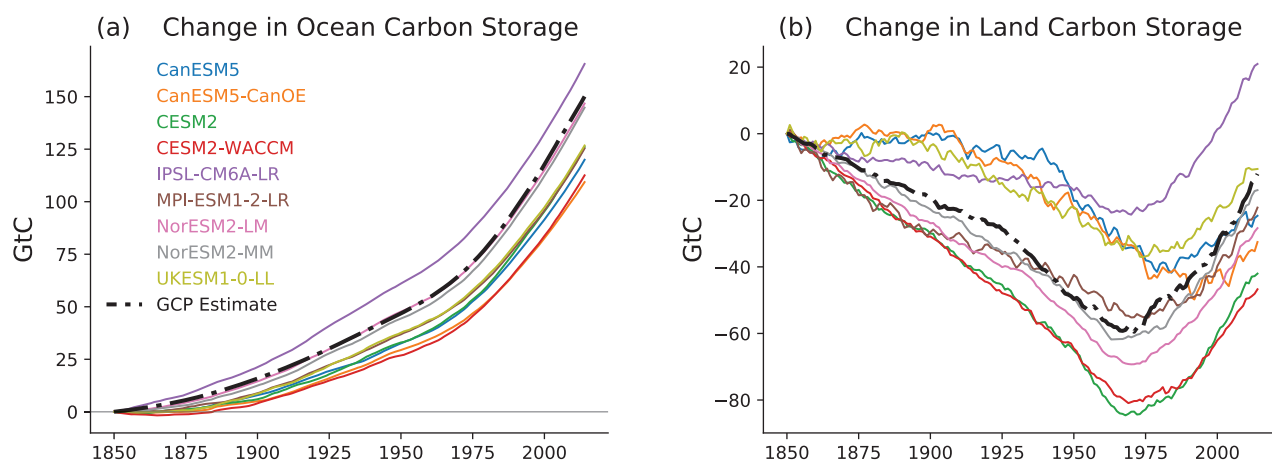 (a) Change in Ocean Carbon Storage
GtC
150
125
100
75
50
25
0
CanESM5
CanESM5-CanOE
CESM2
CESM2-WACCM
IPSL-CM6A-LR
MPI-ESM1-2-LR
NorESM2-LM
NorESM2-MM
UKESM1-0-LL
GCP Estimate
1850 1875 1900 1925 1950 1975 2000
(b) Change in Land Carbon Storage
GtC
20
0
−20
−40
−60
−80
1850 1875 1900 1925 1950 1975 2000